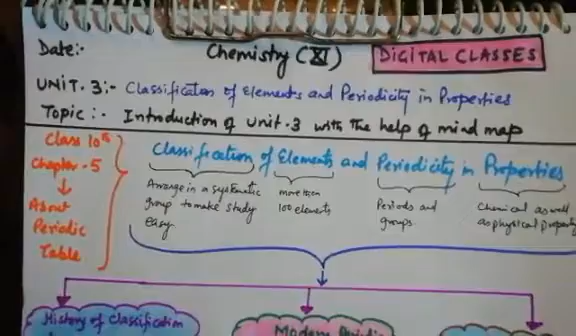 Date:-
Chemistry (XI)
DIGITAL CLASSES
UNIT.3:- Classification of Elements and Periodicity in Properties
Topic :- Introduction of unit.3 with the help of mind map
Class 10th
Chapter-5
About
Periodic
Table
Classification of Elements and Periodicity in Properties
Arrange in a systematic
group to make study
easy
more than
100 elements
Periods and
groups
Chemical as well
as physical property
History of Classification
Modern